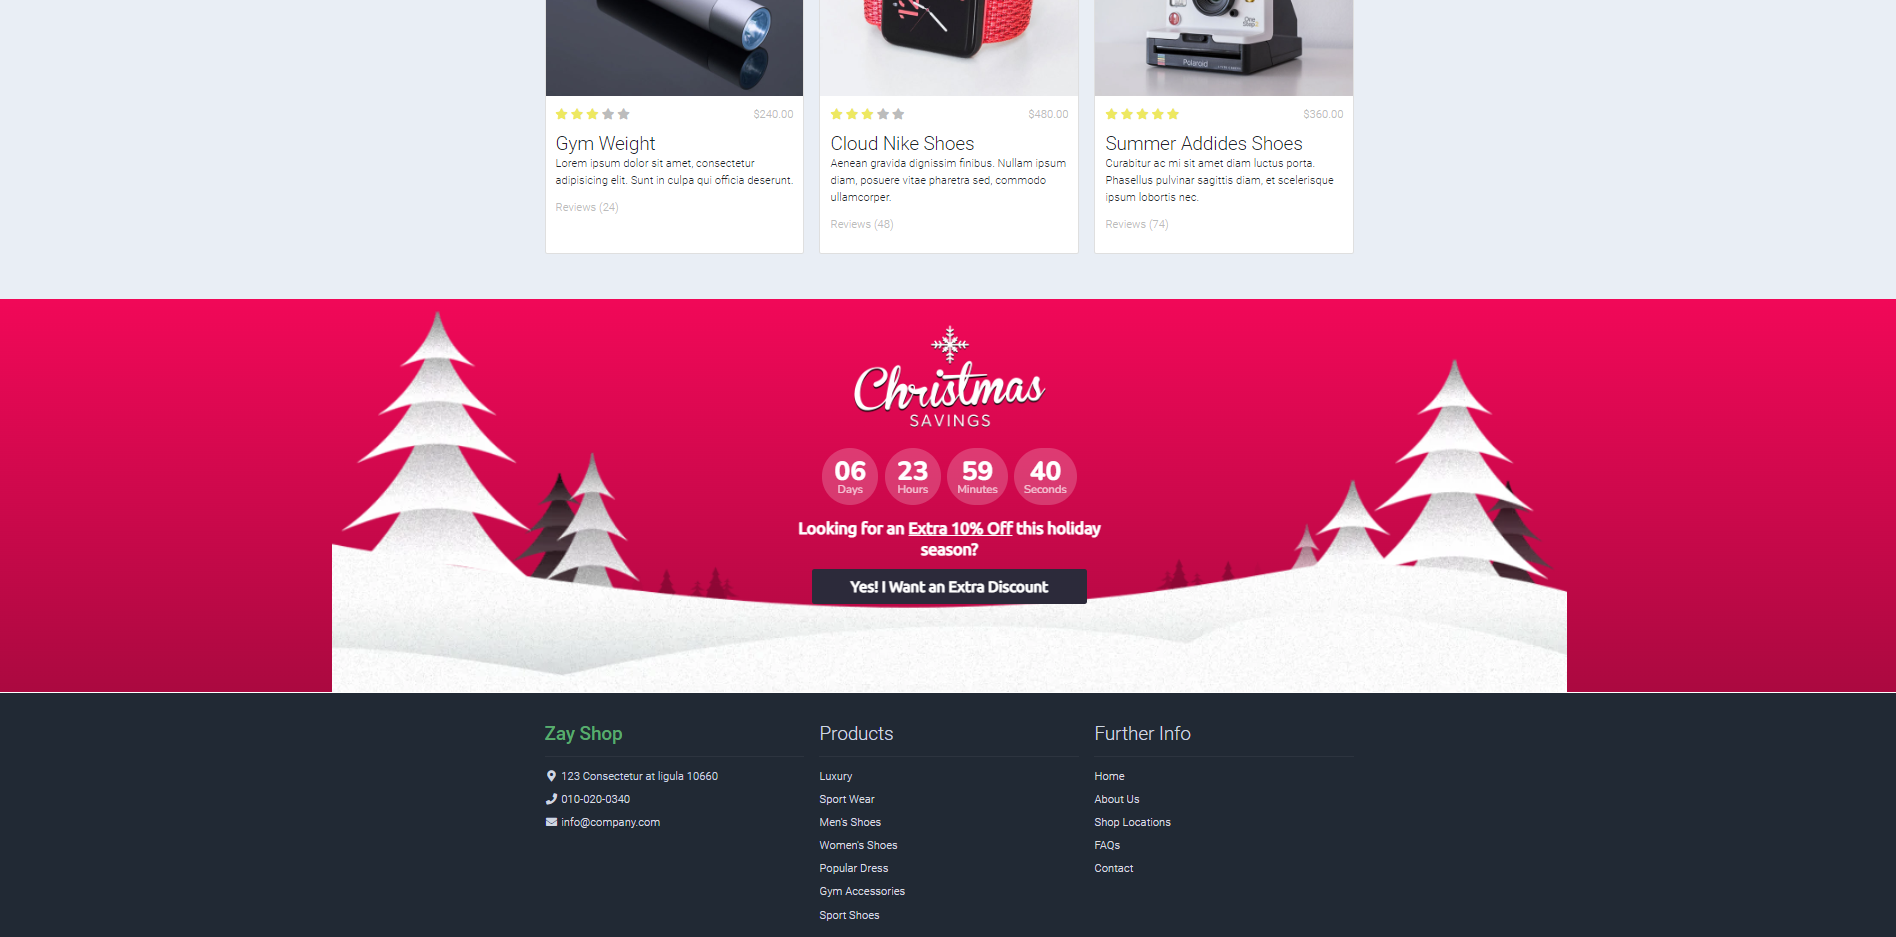 One
Step
Polaroid
$240.00
Gym Weight
Lorem ipsum dolor sit amet, consectetur
adipisicing elit. Sunt in culpa qui officia deserunt.
Reviews (24)
$480.00
Cloud Nike Shoes
Aenean gravida dignissim finibus. Nullam ipsum
diam, posuere vitae pharetra sed, commodo
ullamcorper.
Reviews (48)
$360.00
Summer Addides Shoes
Curabitur ac mi sit amet diam luctus porta.
Phasellus pulvinar sagittis diam, et scelerisque
ipsum lobortis nec.
Reviews (74)
Christmas
SAVINGS
06 23 59 40
Days Hours Minutes Seconds
Looking for an Extra 10% Off this holiday
season?
Yes! I Want an Extra Discount
Zay Shop
123 Consectetur at ligula 10660
010-020-0340
info@company.com
Products
Luxury
Sport Wear
Men's Shoes
Women's Shoes
Popular Dress
Gym Accessories
Sport Shoes
Further Info
Home
About Us
Shop Locations
FAQs
Contact